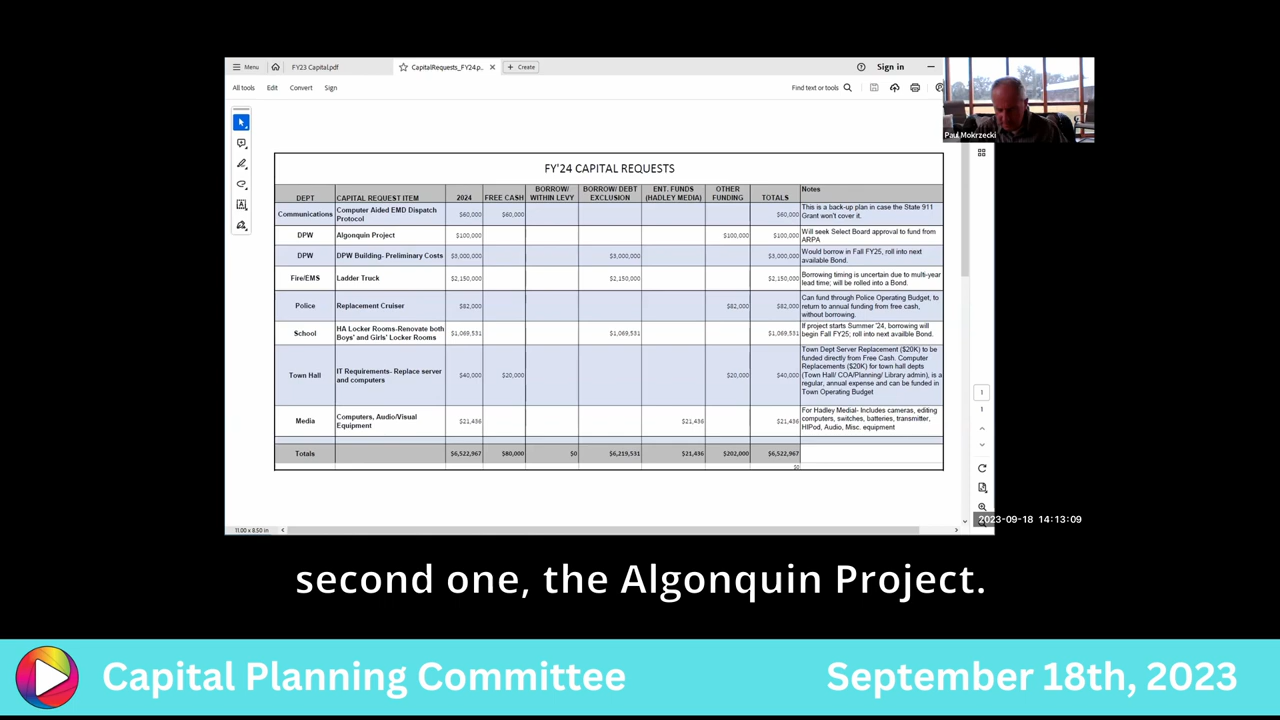 Menu
FY23 Capital.pdf
CapitalRequests_FY24.p..
Create
Sign in
All tools Edit Convert Sign
Find text or tools
Paul Mokrzecki
FY'24 CAPITAL REQUESTS
DEPT CAPITAL REQUEST ITEM 2024 FREE CASH BORROW/ WITHIN LEVY BORROW/ DEBT EXCLUSION ENT. FUNDS (HADLEY MEDIA) OTHER FUNDING TOTALS Notes
Communications Computer Aided EMD Dispatch Protocol $60,000 $60,000 $60,000 This is a back-up plan in case the State 911 Grant won't cover it.
DPW Algonquin Project $100,000 $100,000 $100,000 Will seek Select Board approval to fund from ARPA
DPW DPW Building- Preliminary Costs $3,000,000 $3,000,000 $3,000,000 Would borrow in Fall FY25, roll into next available Bond.
Fire/EMS Ladder Truck $2,150,000 $2,150,000 $2,150,000 Borrowing timing is uncertain due to multi-year lead time; will be rolled into a Bond.
Police Replacement Cruiser $82,000 $82,000 $82,000 Can fund through Police Operating Budget, to return to annual funding from free cash, without borrowing.
School HA Locker Rooms-Renovate both Boys' and Girls' Locker Rooms $1,069,531 $1,069,531 $1,069,531 If project starts Summer '24, borrowing will begin Fall FY25; roll into next availble Bond.
Town Hall IT Requirements- Replace server and computers $40,000 $20,000 $20,000 $40,000 Town Dept Server Replacement ($20K) to be funded directly from Free Cash. Computer Replacements ($20K) for town hall depts (Town Hall/ COA/Planning/ Library admin), is a regular, annual expense and can be funded in Town Operating Budget
Media Computers, Audio/Visual Equipment $21,436 $21,436 $21,436 For Hadley Medial- Includes cameras, editing computers, switches, batteries, transmitter, HIPod, Audio, Misc. equipment
Totals $6,522,967 $80,000 $0 $6,219,531 $21,436 $202,000 $6,522,967
$0
1
1
11.00 x 8.50 in
2023-09-18 14:13:09
second one, the Algonquin Project.
Capital Planning Committee September 18th, 2023